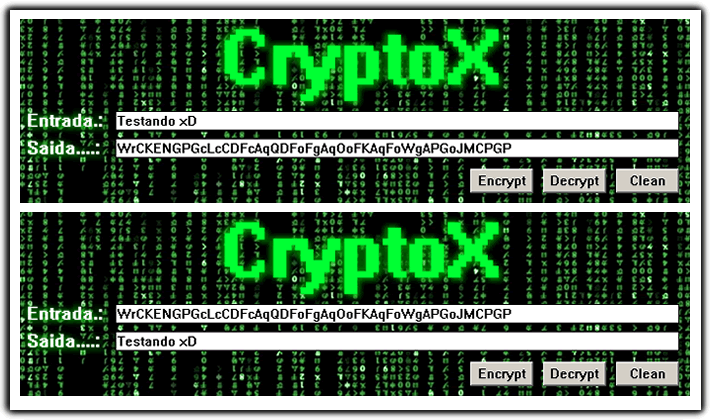 CryptoX
Entrada.: Testando xD
Saida....: WrCKENGPGcLcCDFcAqQDFoFgAqOoFKAqFoWgAPGoJMCPGP
Encrypt Decrypt Clean
CryptoX
Entrada.: WrCKENGPGcLcCDFcAqQDFoFgAqOoFKAqFoWgAPGoJMCPGP
Saida....: Testando xD
Encrypt Decrypt Clean